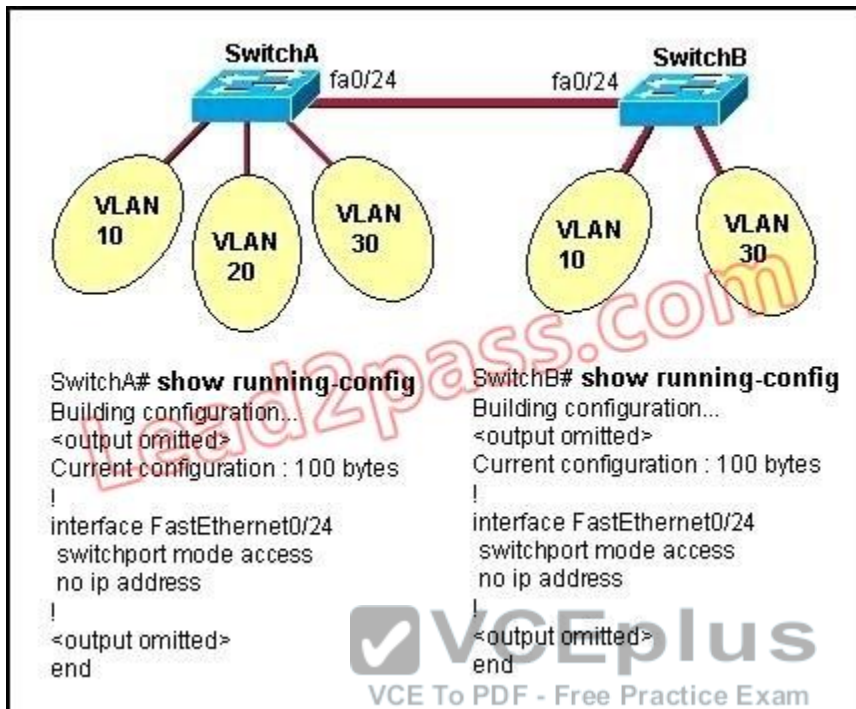 SwitchA
SwitchB
fa0/24
fa0/24
VLAN
10
VLAN
20
VLAN
30
VLAN
10
VLAN
30
Lead2pass.com
SwitchA# show running-config
Building configuration...
<output omitted>
Current configuration : 100 bytes
!
interface FastEthernet0/24
switchport mode access
no ip address
!
<output omitted>
end
SwitchB# show running-config
Building configuration...
<output omitted>
Current configuration : 100 bytes
!
interface FastEthernet0/24
switchport mode access
no ip address
!
<output omitted>
end
VCEplus
VCE To PDF - Free Practice Exam